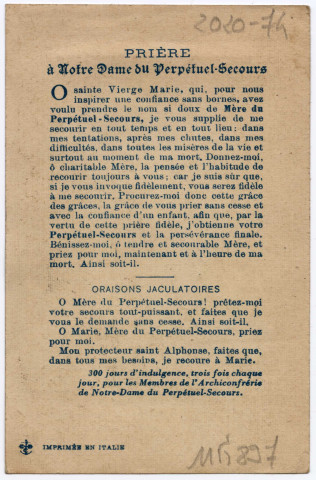 2020-74
PRIÈRE
à Notre Dame du Perpétuel-Secours
O sainte Vierge Marie, qui, pour nous
inspirer une confiance sans bornes, avez
voulu prendre le nom si doux de Mère du
Perpétuel-Secours, je vous supplie de me
secourir en tout temps et en tout lieu; dans
mes tentations, après mes chutes, dans mes
difficultés, dans toutes les misères de la vie et
surtout au moment de ma mort. Donnez-moi,
ô charitable Mère, la pensée et l'habitude de
recourir toujours à vous; car je suis sûr que,
si je vous invoque fidèlement, vous serez fidèle
à me secourir. Procurez-moi donc cette grâce
des grâces, la grâce de vous prier sans cesse et
avec la confiance d'un enfant, afin que, par la
vertu de cette prière fidèle, j'obtienne votre
Perpétuel-Secours et la persévérance finale.
Bénissez-moi, ô tendre et secourable Mère, et
priez pour moi, maintenant et à l'heure de ma
mort. Ainsi soit-il.
ORAISONS JACULATOIRES
O Mère du Perpétuel-Secours! prêtez-moi
votre secours tout-puissant, et faites que je
vous le demande sans cesse. Ainsi soit-il.
O Marie, Mère du Perpétuel-Secours, priez
pour moi.
Mon protecteur saint Alphonse, faites que,
dans tous mes besoins, je recoure à Marie.
300 jours d'indulgence, trois fois chaque
jour, pour les Membres de l'Archiconfrérie
de Notre-Dame du Perpétuel-Secours.
IMPRIMÉE EN ITALIE